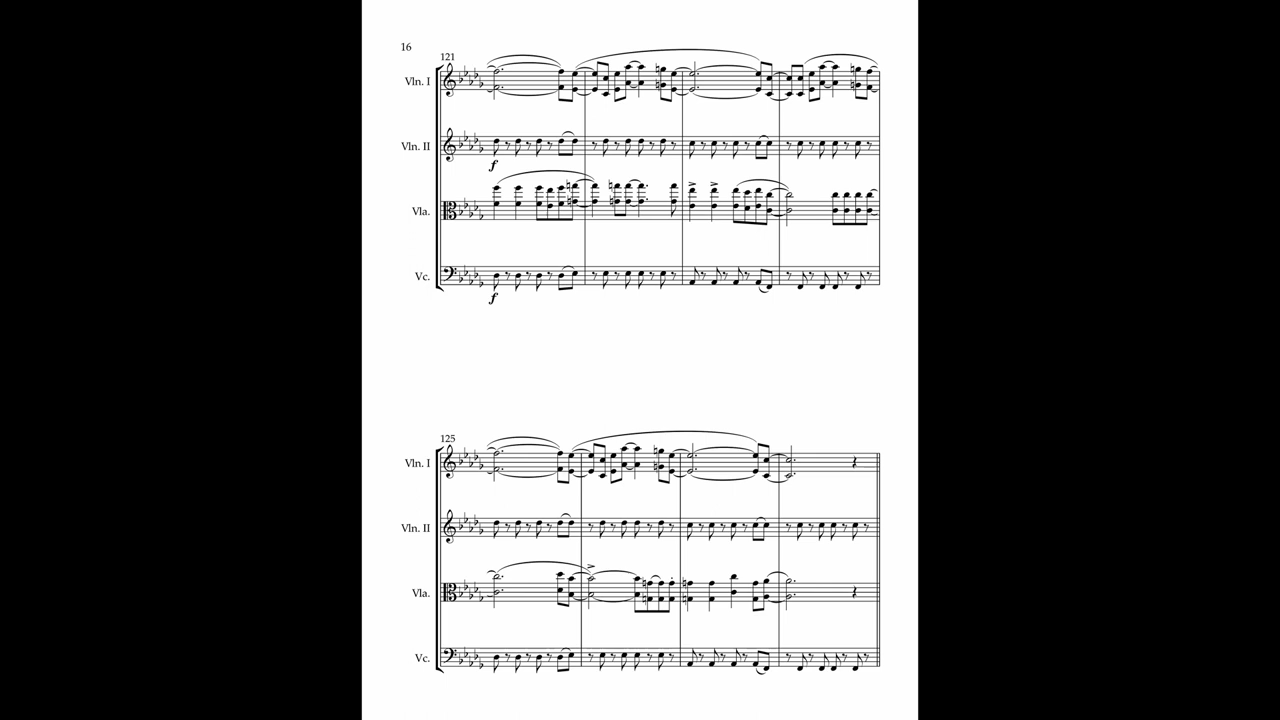 16
121
Vln. I
Vln. II
f
Vla.
Vc.
f
125
Vln. I
Vln. II
Vla.
Vc.